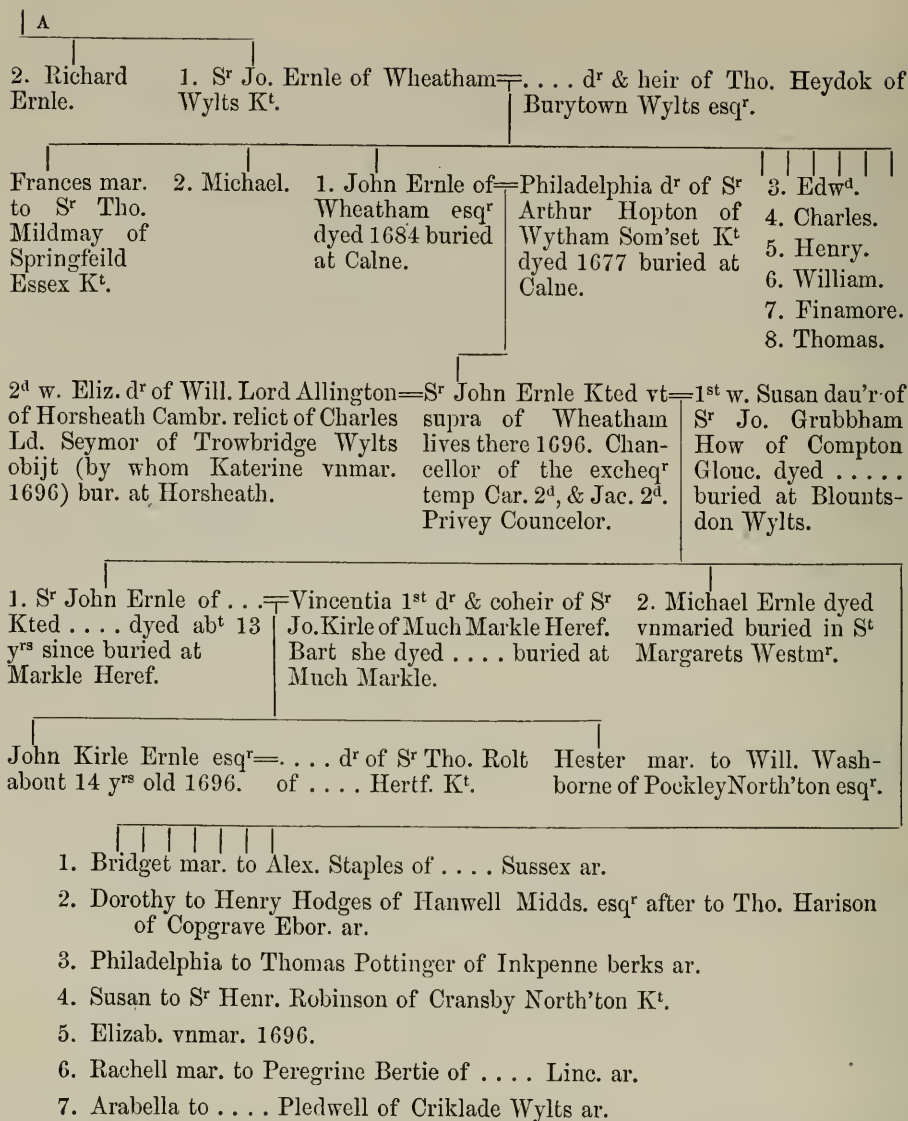 A
2. Richard
Ernle.
1. Sʳ Jo. Ernle of Wheatham
Wylts Kᵗ.
. . . . dʳ & heir of Tho. Heydok of
Burytown Wylts esqʳ.
Frances mar.
to Sʳ Tho.
Mildmay of
Springfeild
Essex Kᵗ.
2. Michael.
1. John Ernle of
Wheatham esqʳ
dyed 1684 buried
at Calne.
Philadelphia dʳ of Sʳ
Arthur Hopton of
Wytham Som'set Kᵗ
dyed 1677 buried at
Calne.
3. Edwᵈ.
4. Charles.
5. Henry.
6. William.
7. Finamore.
8. Thomas.
2ᵈ w. Eliz. dʳ of Will. Lord Allington
of Horsheath Cambr. relict of Charles
Ld. Seymor of Trowbridge Wylts
obijt (by whom Katerine vnmar.
1696) bur. at Horsheath.
Sʳ John Ernle Kted vt
supra of Wheatham
lives there 1696. Chan-
cellor of the excheqʳ
temp Car. 2ᵈ, & Jac. 2ᵈ.
Privey Councelor.
1ˢᵗ w. Susan dau'r of
Sʳ Jo. Grubbham
How of Compton
Glouc. dyed . . . . .
buried at Blounts-
don Wylts.
1. Sʳ John Ernle of . . .
Kted . . . . dyed abᵗ 13
yʳˢ since buried at
Markle Heref.
Vincentia 1ˢᵗ dʳ & coheir of Sʳ
Jo. Kirle of Much Markle Heref.
Bart she dyed . . . . buried at
Much Markle.
2. Michael Ernle dyed
vnmaried buried in Sᵗ
Margarets Westmʳ.
John Kirle Ernle esqʳ
about 14 yʳˢ old 1696.
. . . . dʳ of Sʳ Tho. Rolt
of . . . . Hertf. Kᵗ.
Hester mar. to Will. Wash-
borne of Pockley North'ton esqʳ.
1. Bridget mar. to Alex. Staples of . . . . Sussex ar.
2. Dorothy to Henry Hodges of Hanwell Midds. esqʳ after to Tho. Harison
of Copgrave Ebor. ar.
3. Philadelphia to Thomas Pottinger of Inkpenne berks ar.
4. Susan to Sʳ Henr. Robinson of Cransby North'ton Kᵗ.
5. Elizab. vnmar. 1696.
6. Rachell mar. to Peregrine Bertie of . . . . Linc. ar.
7. Arabella to . . . . Pledwell of Criklade Wylts ar.